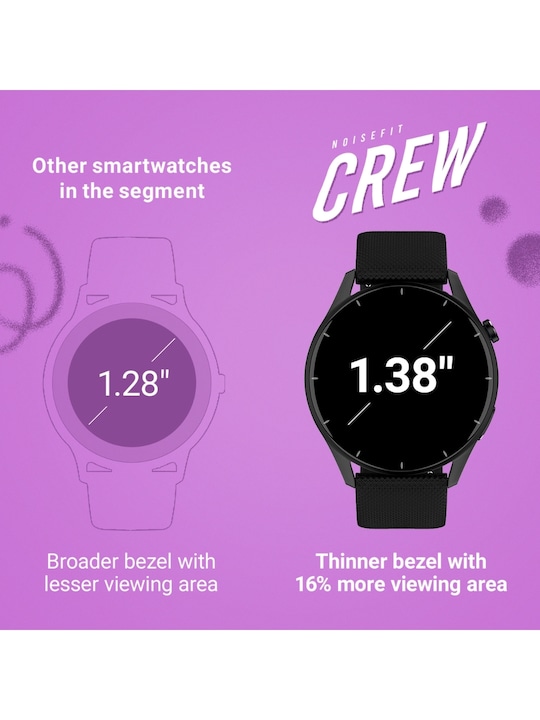 Other smartwatches
in the segment
NOISEFIT
CREW
1.28"
1.38"
Broader bezel with
lesser viewing area
Thinner bezel with
16% more viewing area